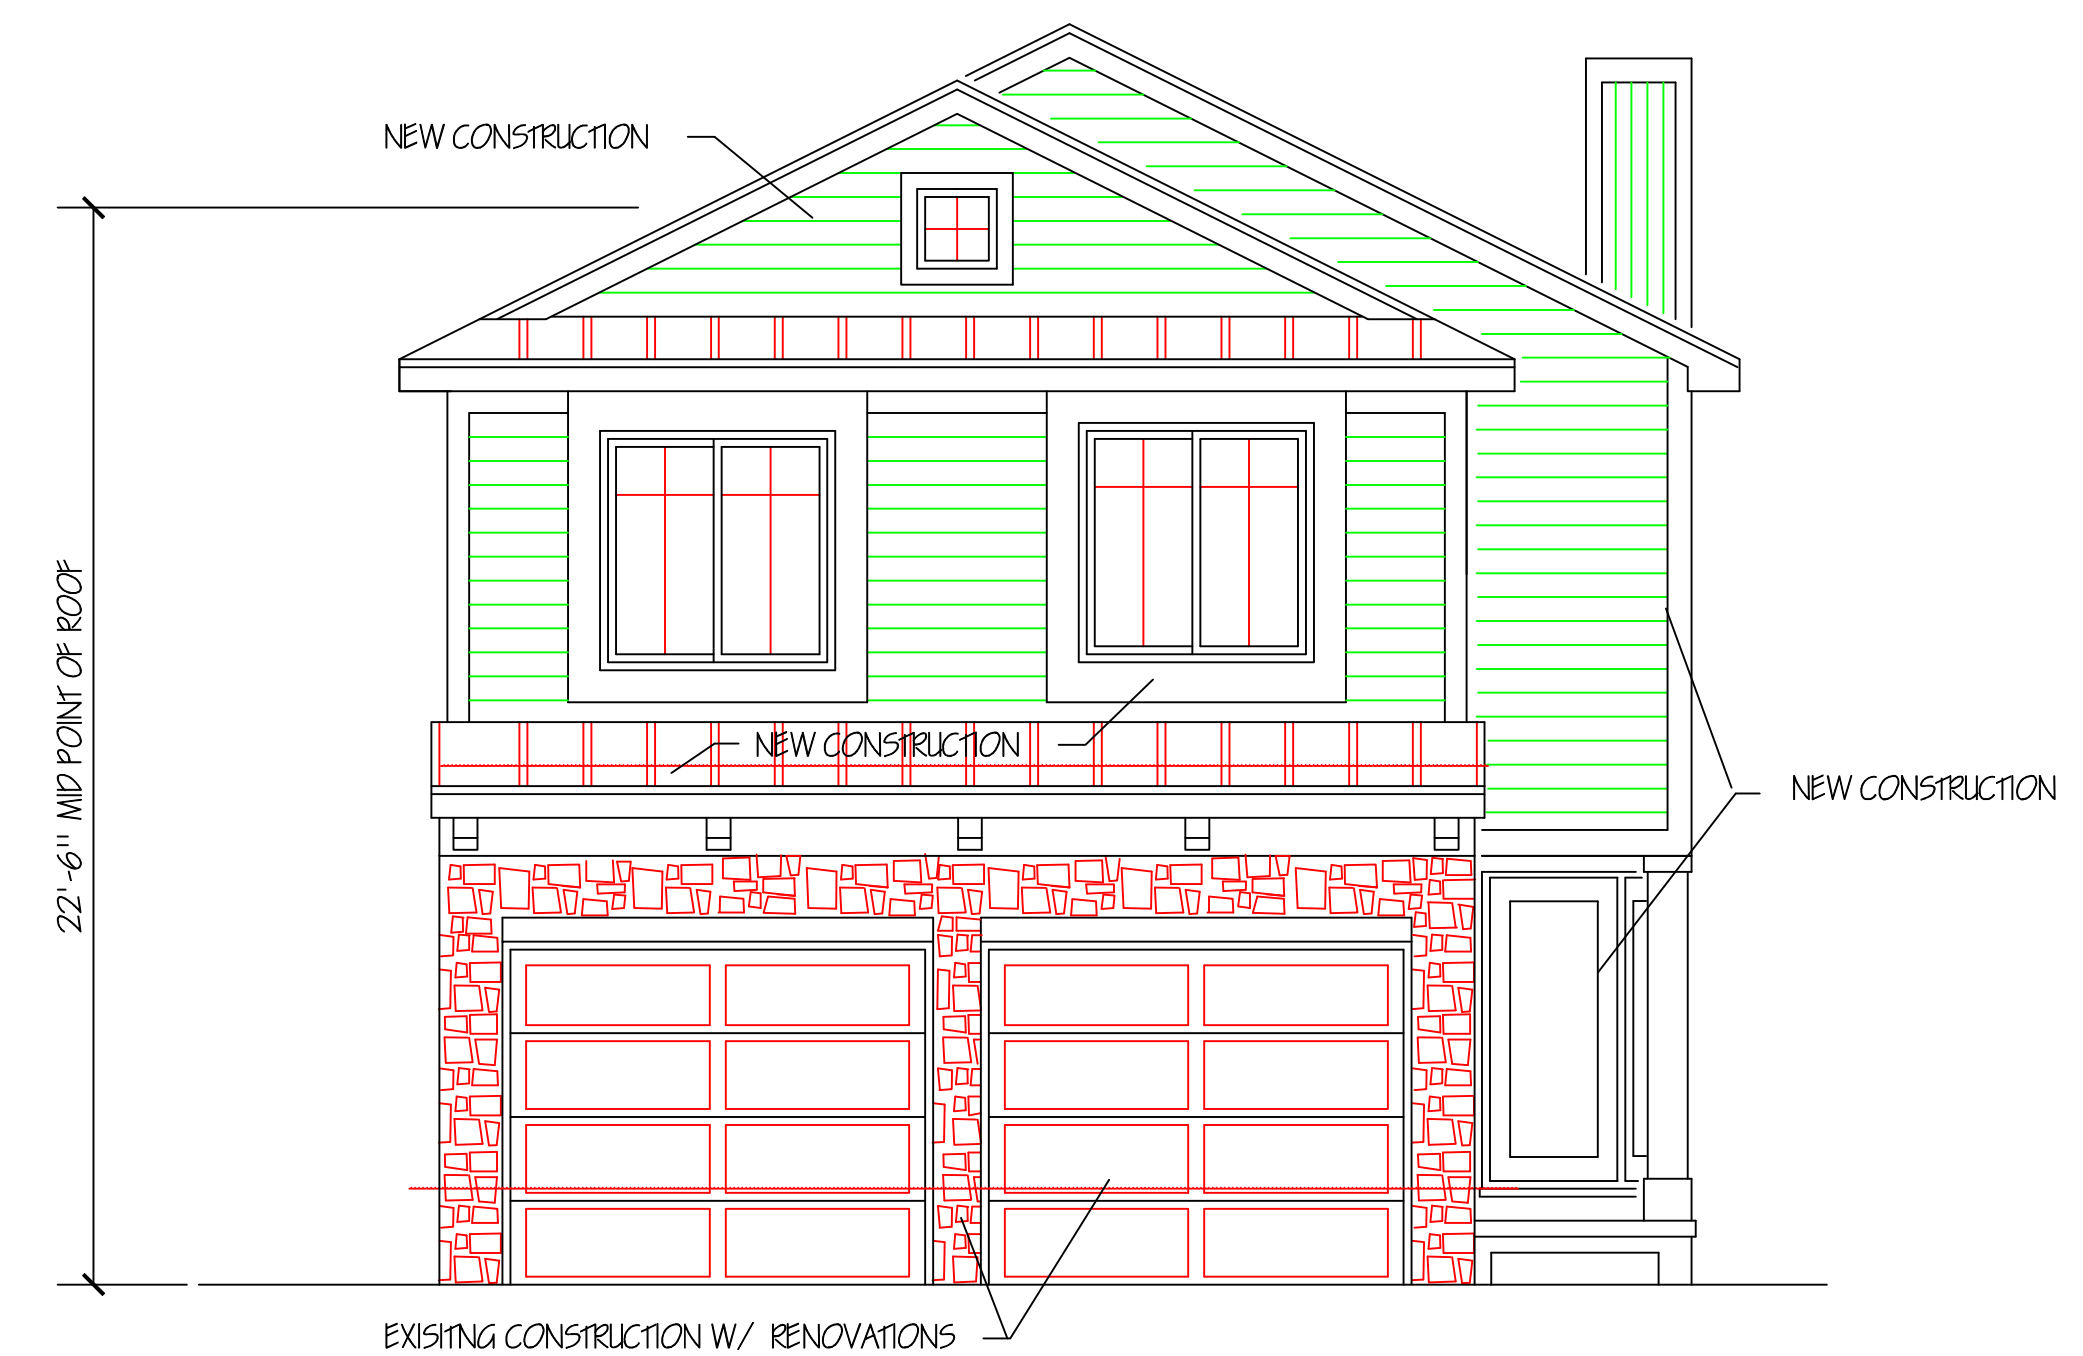 NEW CONSTRUCTION
22'-6" MID POINT OF ROOF
NEW CONSTRUCTION
NEW CONSTRUCTION
EXISITNG CONSTRUCTION W/ RENOVATIONS